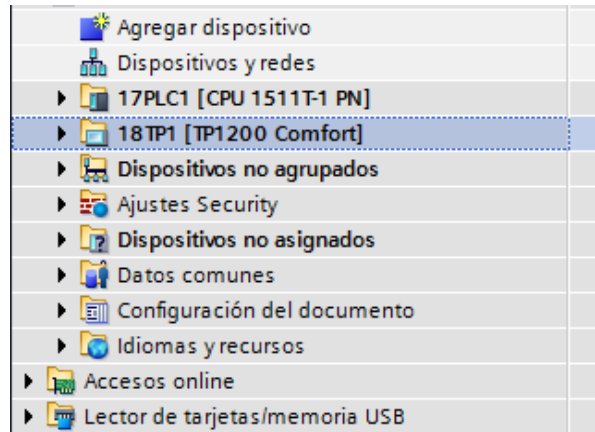 Agregar dispositivo
Dispositivos y redes
17PLC1 [CPU 1511T-1 PN]
18TP1 [TP1200 Comfort]
Dispositivos no agrupados
Ajustes Security
Dispositivos no asignados
Datos comunes
Configuración del documento
Idiomas y recursos
Accesos online
Lector de tarjetas/memoria USB